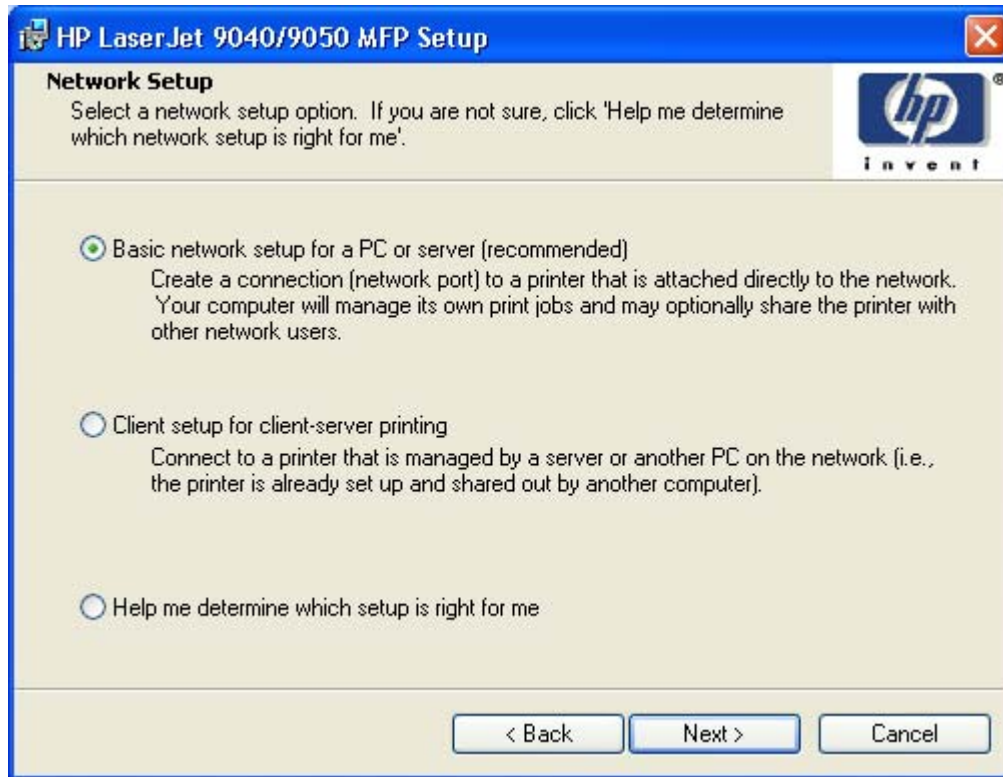 HP LaserJet 9040/9050 MFP Setup
Network Setup
Select a network setup option.  If you are not sure, click 'Help me determine
which network setup is right for me'.
hp
®
invent
Basic network setup for a PC or server (recommended)
Create a connection (network port) to a printer that is attached directly to the network.
Your computer will manage its own print jobs and may optionally share the printer with
other network users.
Client setup for client-server printing
Connect to a printer that is managed by a server or another PC on the network (i.e.,
the printer is already set up and shared out by another computer).
Help me determine which setup is right for me
< Back
Next >
Cancel